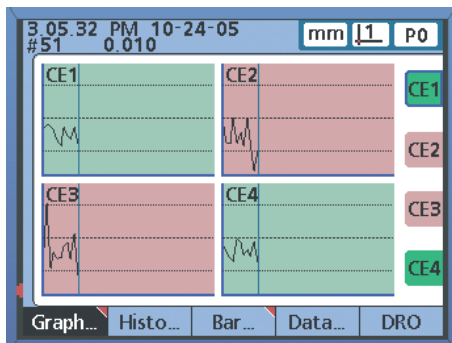 3.05.32 PM 10-24-05
#51 0.010
mm 1 P0
CE1 CE2
CE3 CE4
CE1
CE2
CE3
CE4
Graph... Histo... Bar... Data... DRO